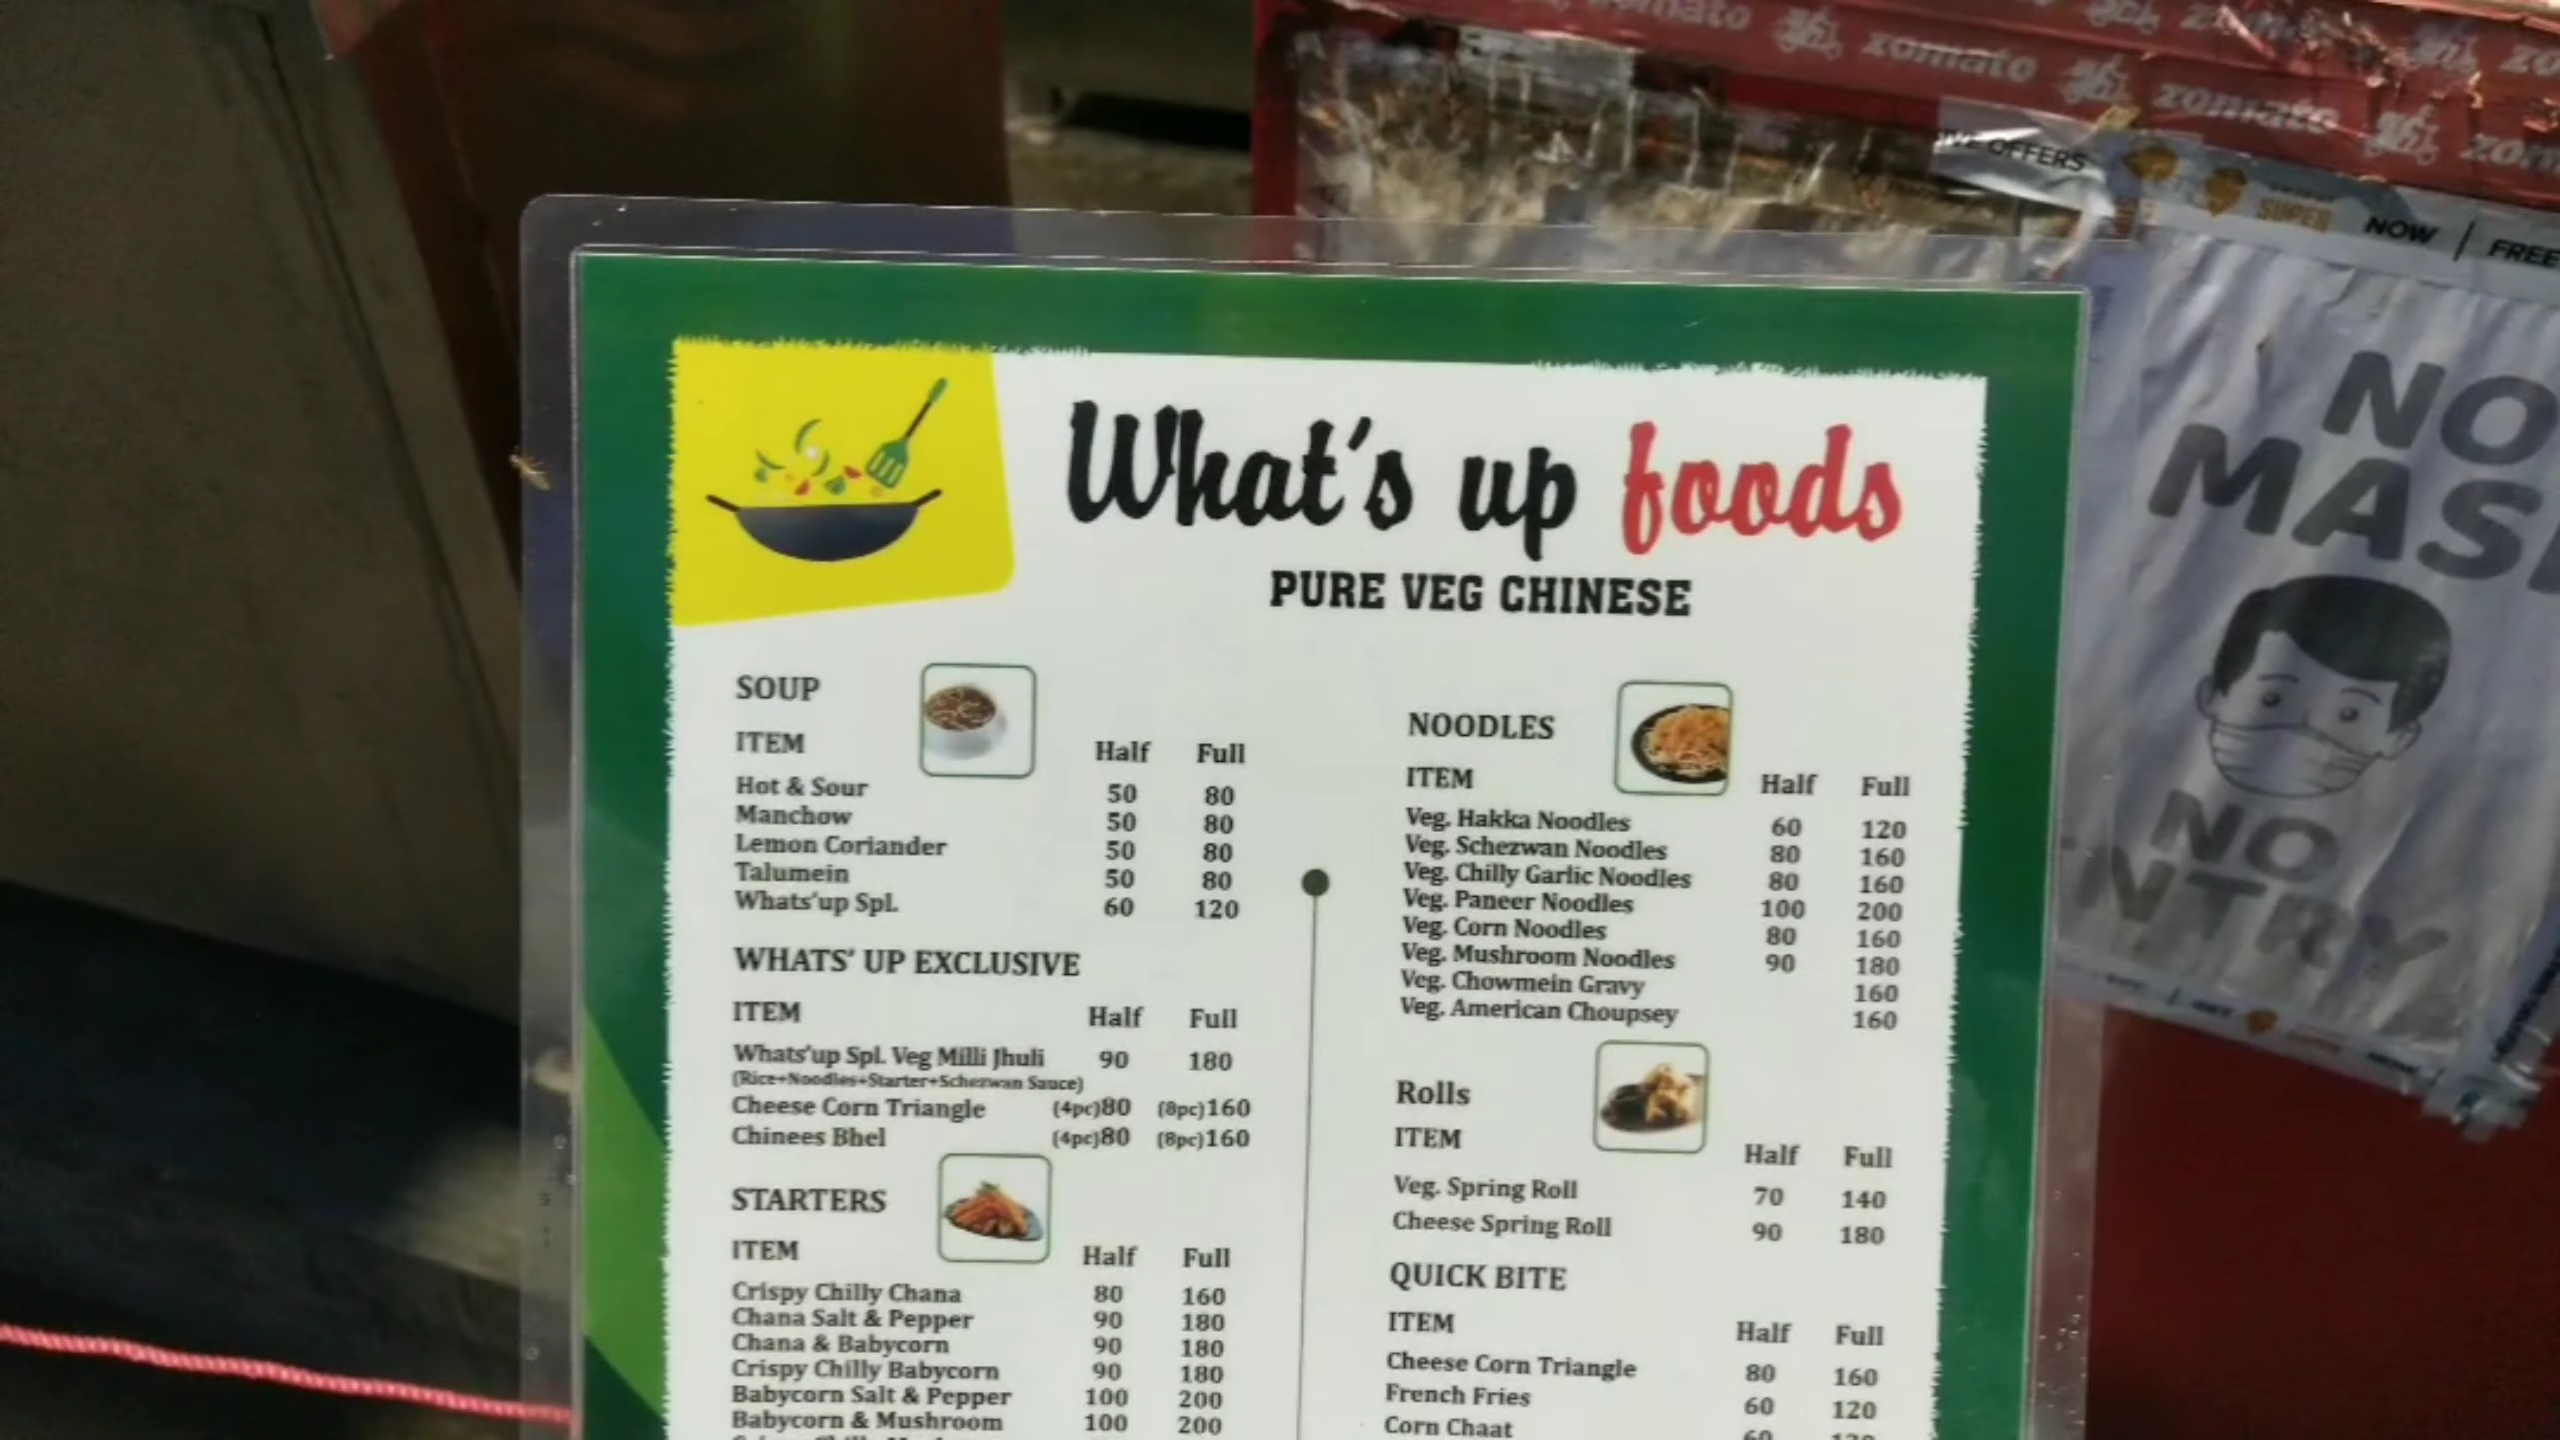 zomato zomato zomato
WE OFFERS
SUPER NOW | FREE
NO
MAS
NO
NTRY
What's up foods
PURE VEG CHINESE
SOUP
ITEM Half Full
Hot & Sour 50 80
Manchow 50 80
Lemon Coriander 50 80
Talumein 50 80
Whats'up Spl. 60 120
WHATS' UP EXCLUSIVE
ITEM Half Full
Whats'up Spl. Veg Milli Jhuli 90 180
(Rice+Noodles+Starter+Schezwan Sauce)
Cheese Corn Triangle (4pc)80 (8pc)160
Chinees Bhel (4pc)80 (8pc)160
STARTERS
ITEM Half Full
Crispy Chilly Chana 80 160
Chana Salt & Pepper 90 180
Chana & Babycorn 90 180
Crispy Chilly Babycorn 90 180
Babycorn Salt & Pepper 100 200
Babycorn & Mushroom 100 200
NOODLES
ITEM Half Full
Veg. Hakka Noodles 60 120
Veg. Schezwan Noodles 80 160
Veg. Chilly Garlic Noodles 80 160
Veg. Paneer Noodles 100 200
Veg. Corn Noodles 80 160
Veg. Mushroom Noodles 90 180
Veg. Chowmein Gravy 160
Veg. American Choupsey 160
Rolls
ITEM Half Full
Veg. Spring Roll 70 140
Cheese Spring Roll 90 180
QUICK BITE
ITEM Half Full
Cheese Corn Triangle 80 160
French Fries 60 120
Corn Chaat 60 120